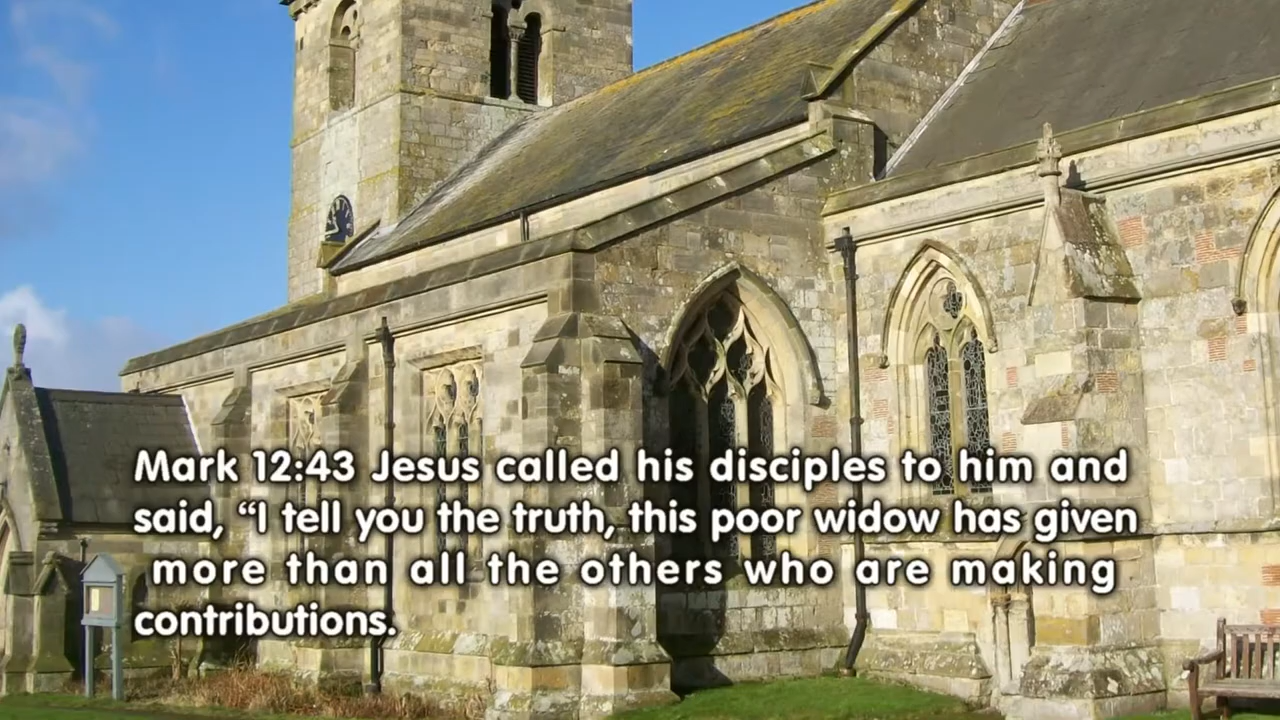 Mark 12:43 Jesus called his disciples to him and
said, “I tell you the truth, this poor widow has given
more than all the others who are making
contributions.